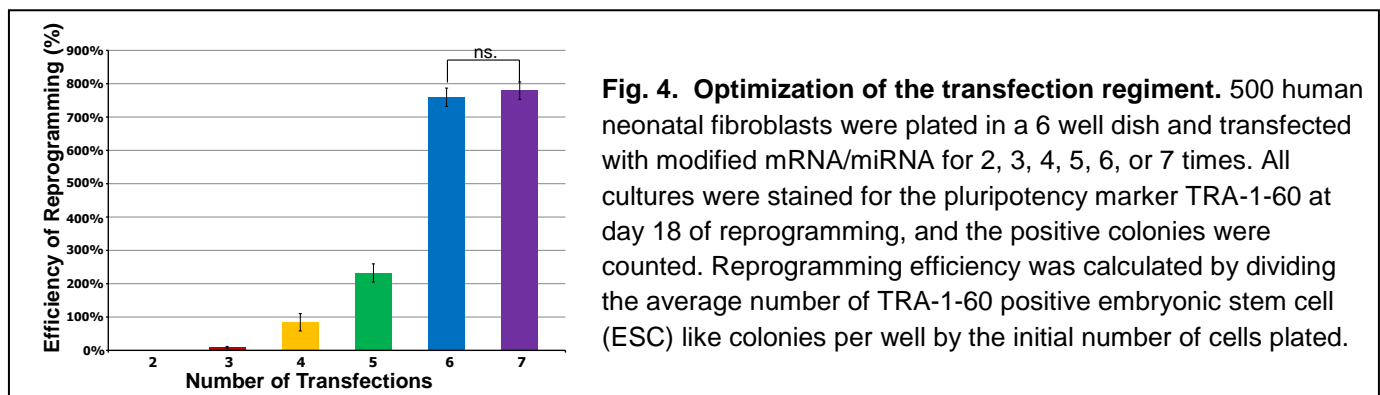 Efficiency of Reprogramming (%)
900%
800%
700%
600%
500%
400%
300%
200%
100%
0%
ns.
2 3 4 5 6 7
Number of Transfections
Fig. 4. Optimization of the transfection regiment. 500 human
neonatal fibroblasts were plated in a 6 well dish and transfected
with modified mRNA/miRNA for 2, 3, 4, 5, 6, or 7 times. All
cultures were stained for the pluripotency marker TRA-1-60 at
day 18 of reprogramming, and the positive colonies were
counted. Reprogramming efficiency was calculated by dividing
the average number of TRA-1-60 positive embryonic stem cell
(ESC) like colonies per well by the initial number of cells plated.